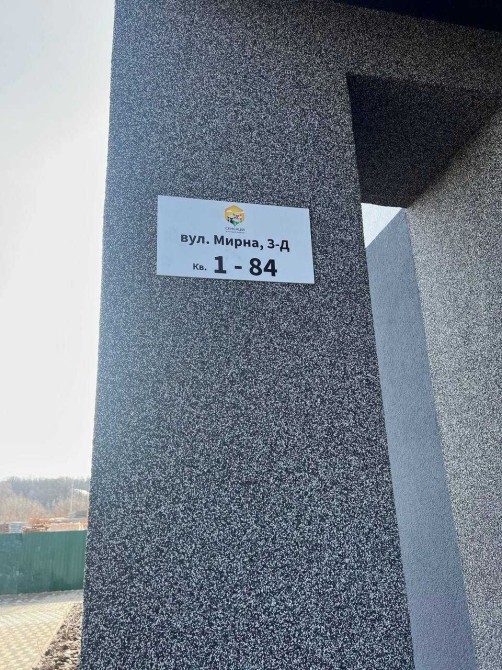 вул. Мирна, 3-Д
Кв. 1 - 84